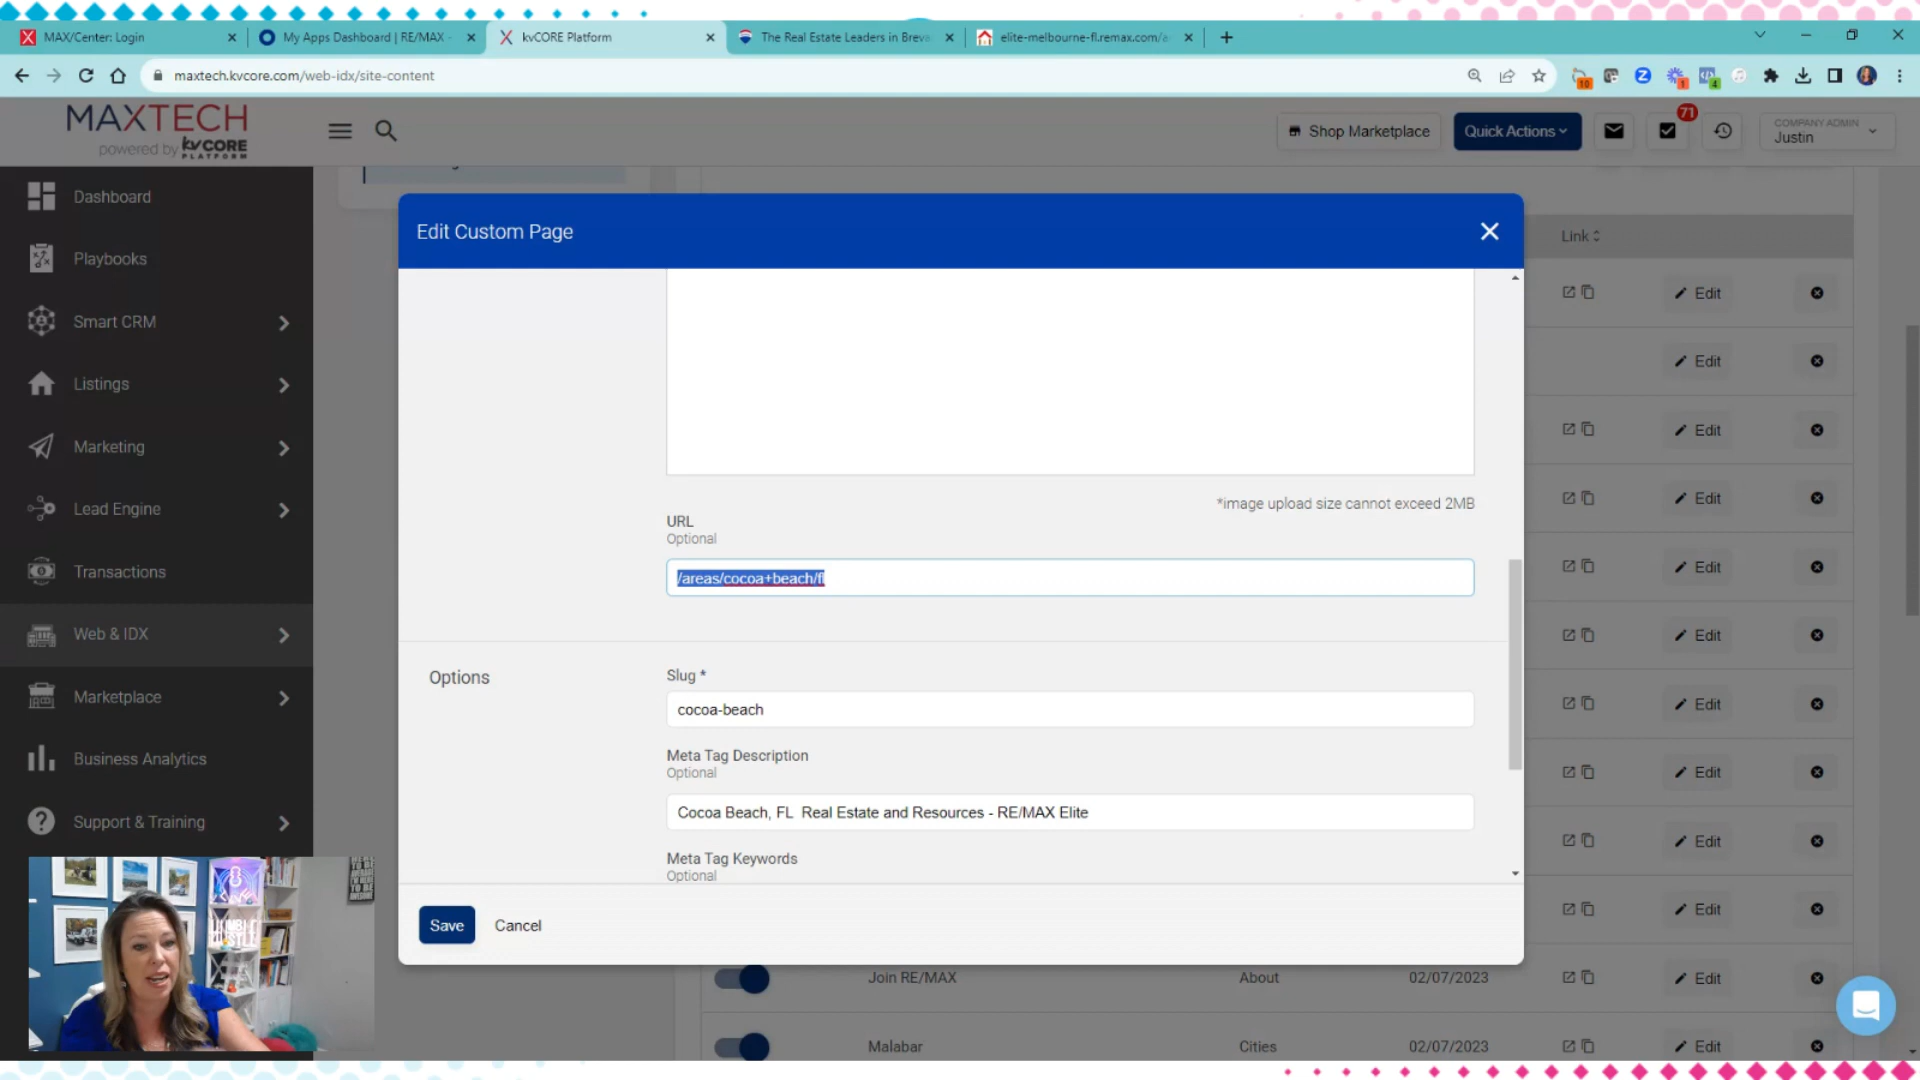 MAX/Center: Login
My Apps Dashboard | RE/MAX -
kvCORE Platform
The Real Estate Leaders in Breva
elite-melbourne-fl.remax.com/a
maxtech.kvcore.com/web-idx/site-content
10
1
4
MAXTECH
powered by kvCORE
PLATFORM
Shop Marketplace
Quick Actions
71
COMPANY ADMIN
Justin
Dashboard
Playbooks
Smart CRM
Listings
Marketing
Lead Engine
Transactions
Web & IDX
Marketplace
Business Analytics
Support & Training
Edit Custom Page
*image upload size cannot exceed 2MB
URL
Optional
/areas/cocoa+beach/fl
Options
Slug *
cocoa-beach
Meta Tag Description
Optional
Cocoa Beach, FL  Real Estate and Resources - RE/MAX Elite
Meta Tag Keywords
Optional
Save
Cancel
Link
Edit
Edit
Edit
Edit
Edit
Edit
Edit
Edit
Edit
Edit
Join RE/MAX About 02/07/2023 Edit
Malabar Cities 02/07/2023 Edit